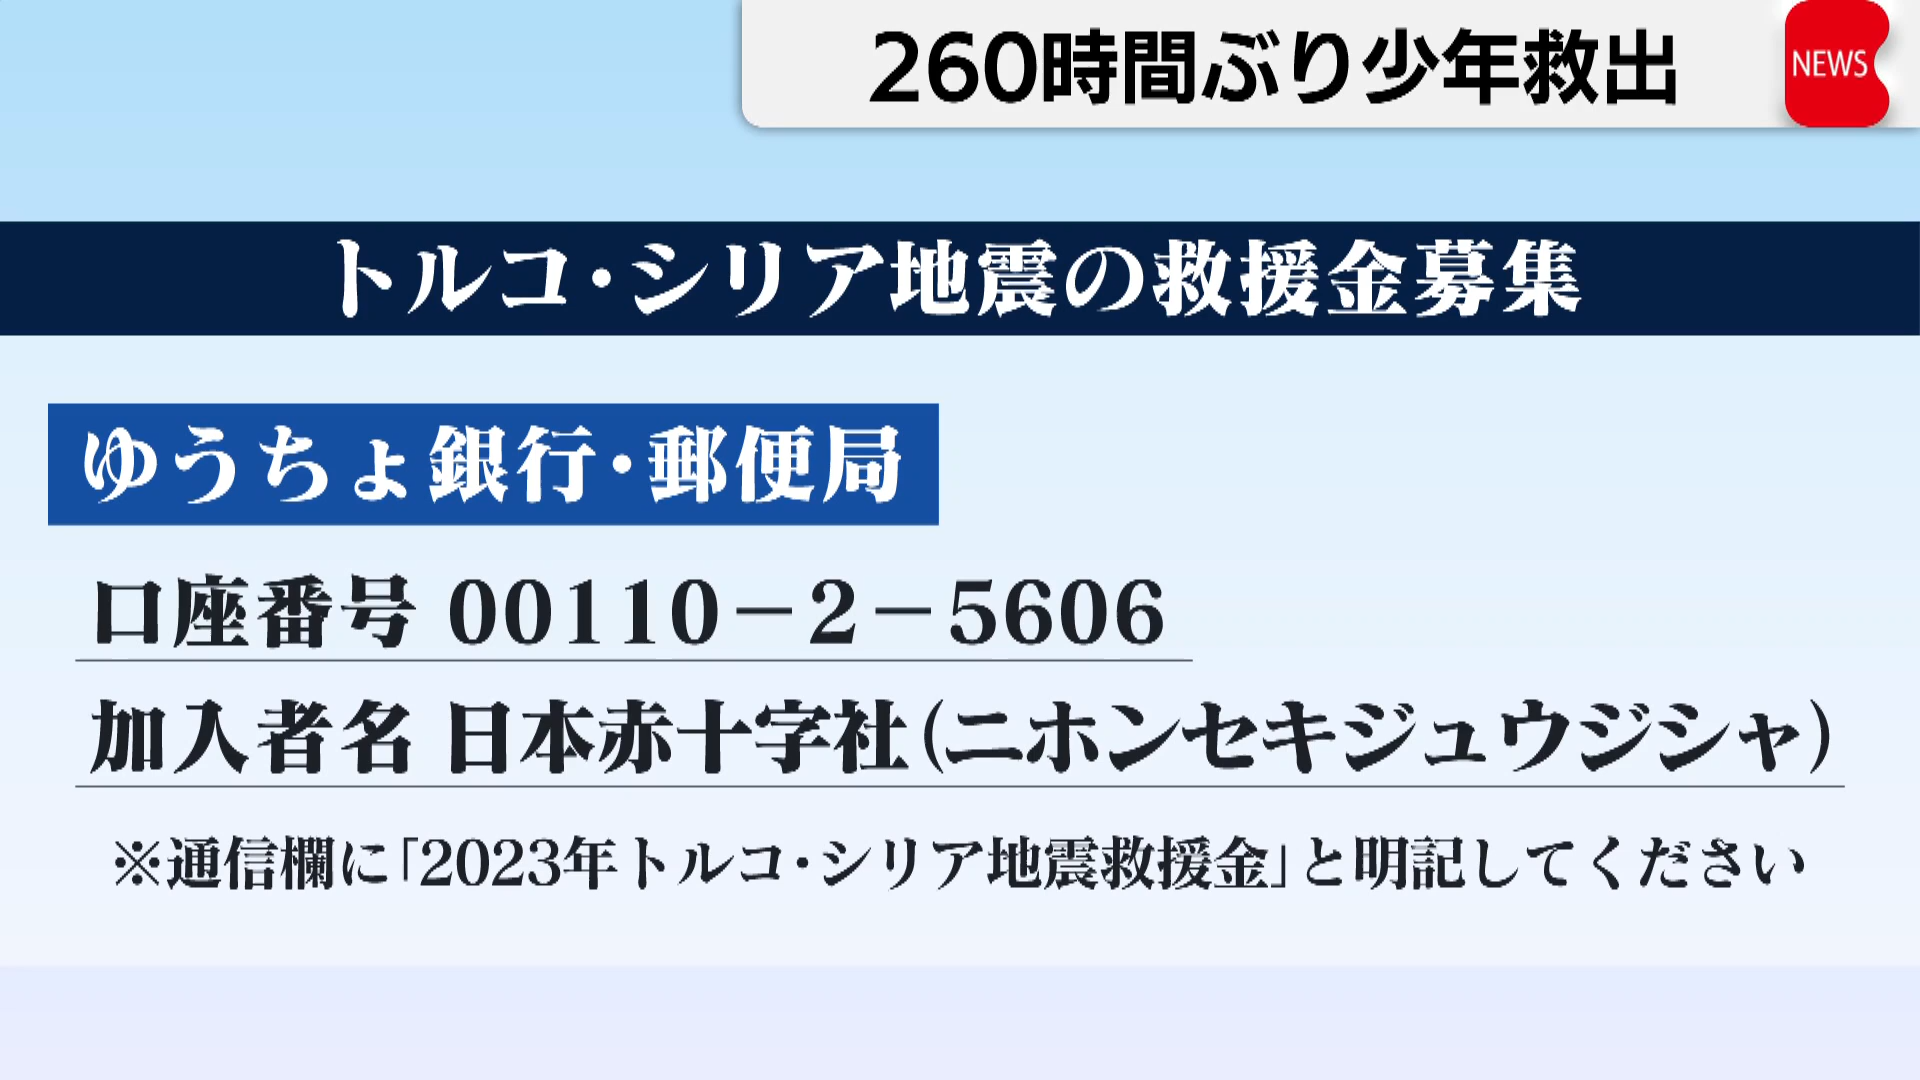 260時間ぶり少年救出
NEWS
トルコ･シリア地震の救援金募集
ゆうちょ銀行･郵便局
口座番号 00110－2－5606
加入者名 日本赤十字社(ニホンセキジュウジシャ)
※通信欄に｢2023年トルコ･シリア地震救援金｣と明記してください